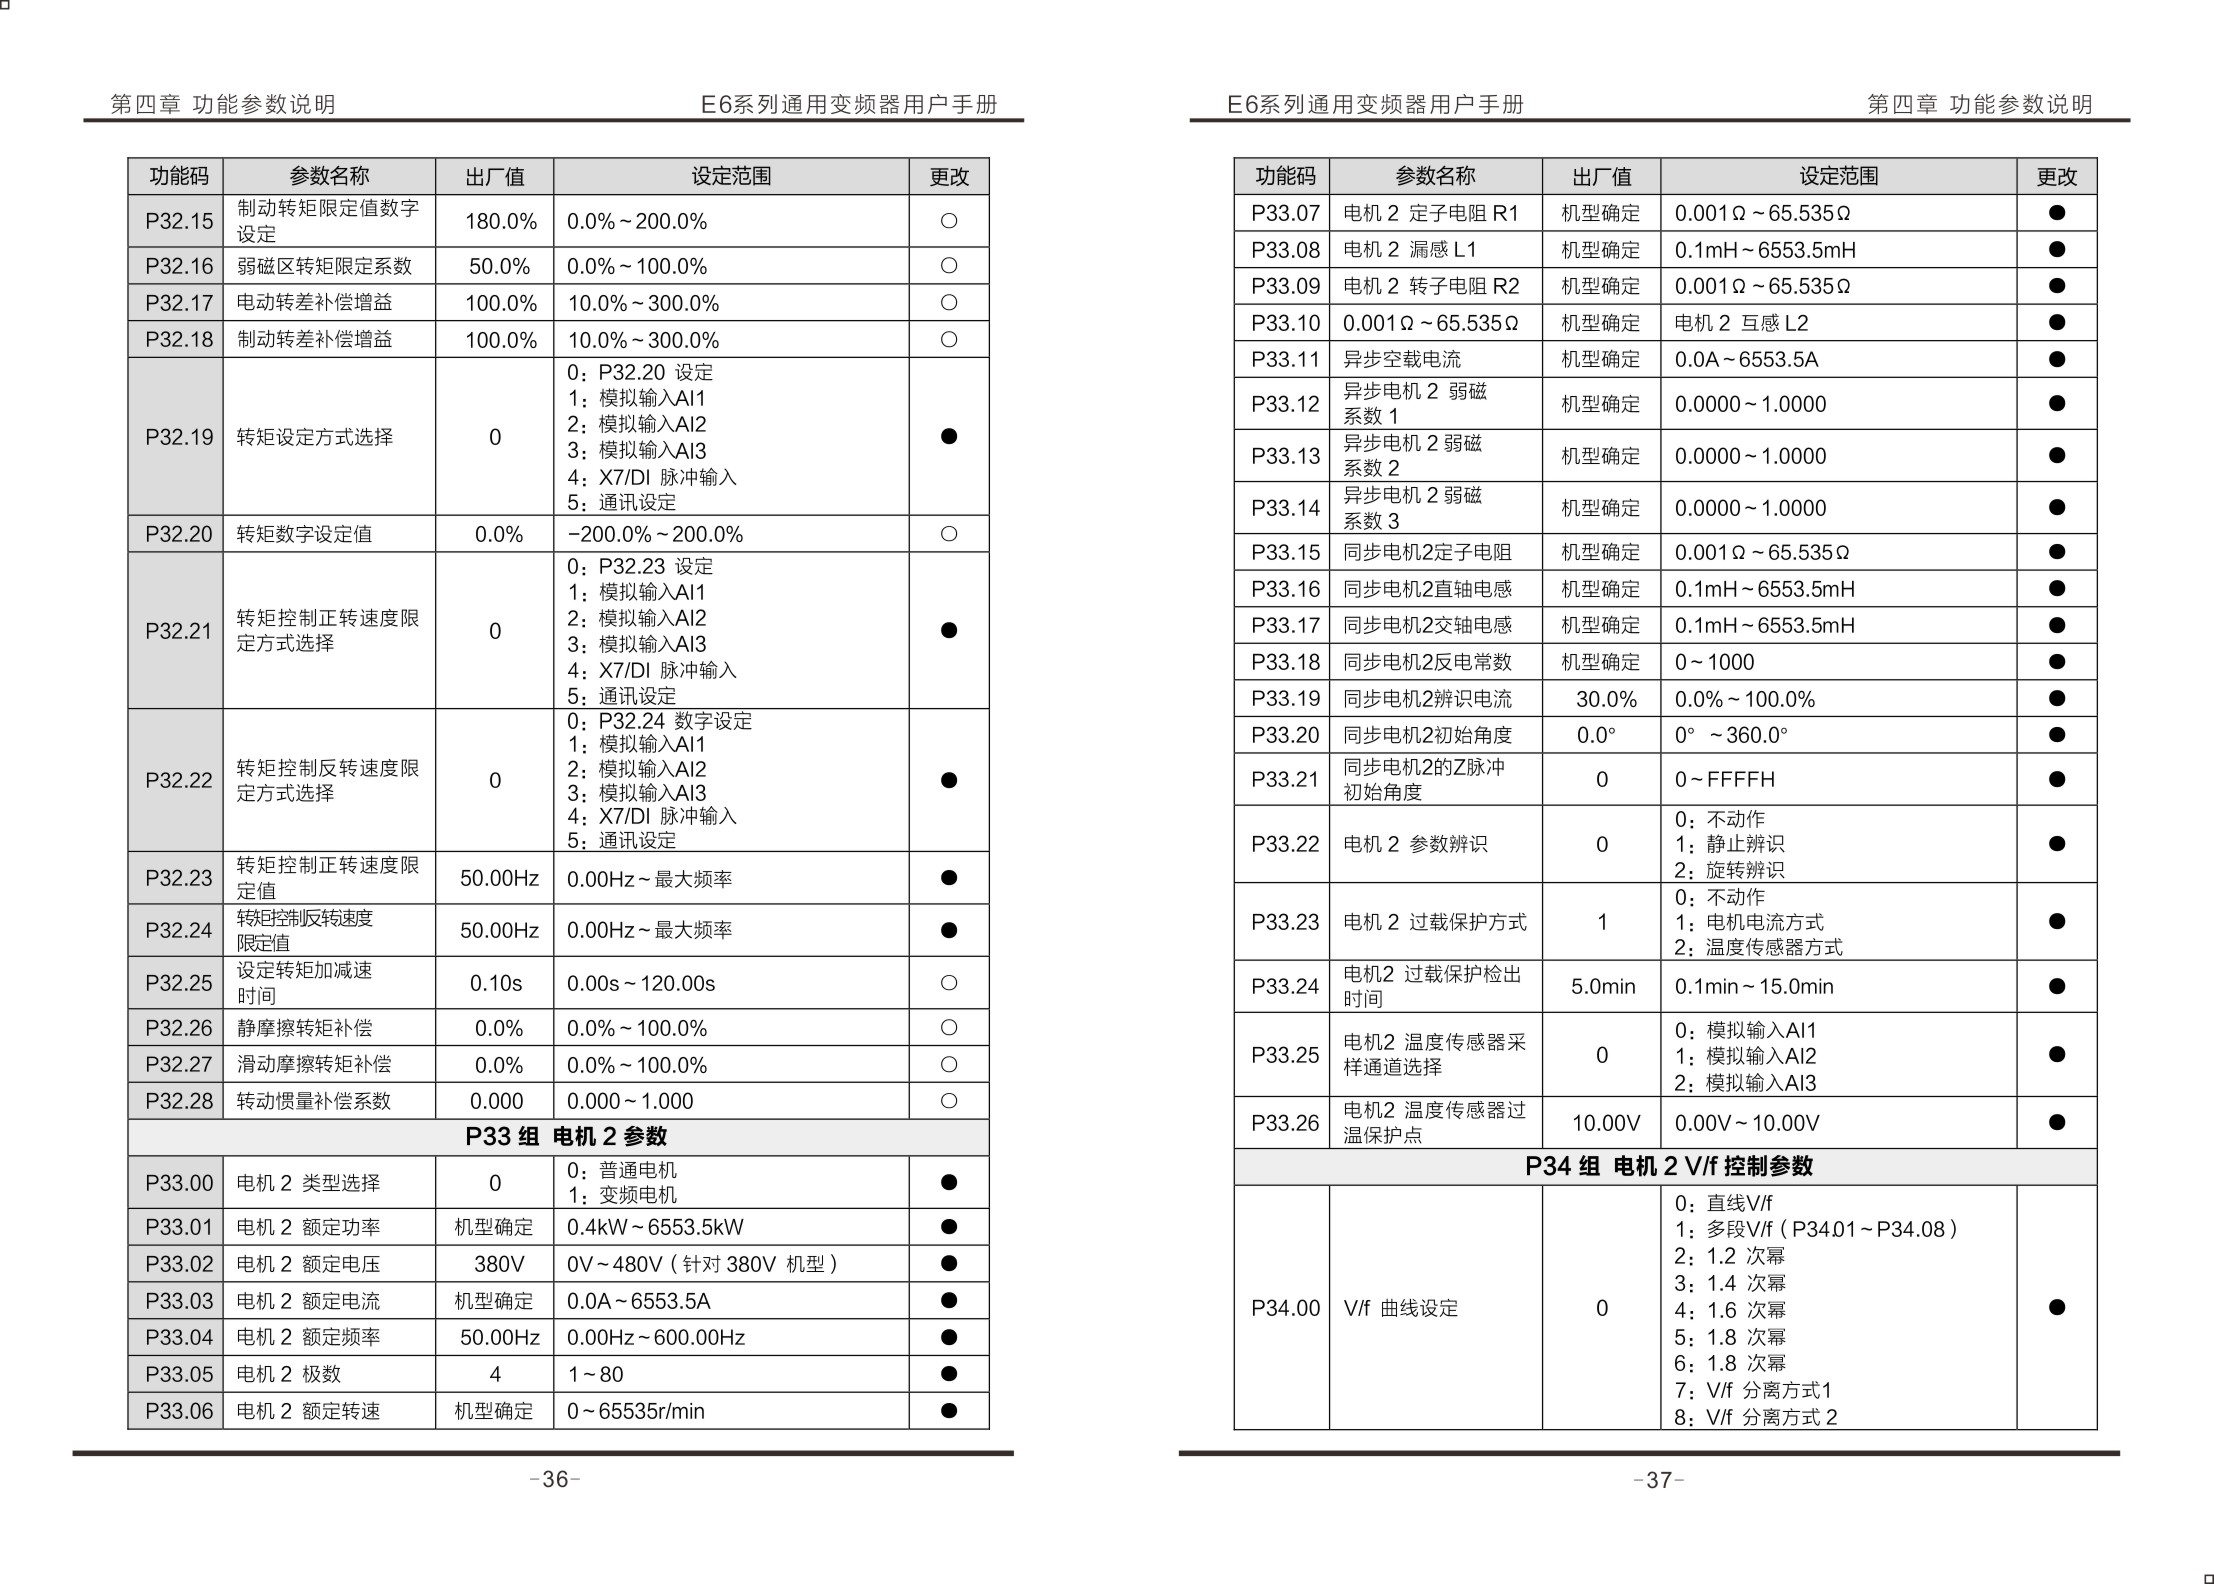 第四章 功能参数说明 E6系列通用变频器用户手册
功能码 参数名称 出厂值 设定范围 更改
P32.15 制动转矩限定值数字 180.0% 0.0%~200.0% ○
设定
P32.16 弱磁区转矩限定系数 50.0% 0.0%~100.0% ○
P32.17 电动转差补偿增益 100.0% 10.0%~300.0% ○
P32.18 制动转差补偿增益 100.0% 10.0%~300.0% ○
P32.19 转矩设定方式选择 0 0：P32.20 设定 ●
1：模拟输入AI1
2：模拟输入AI2
3：模拟输入AI3
4：X7/DI 脉冲输入
5：通讯设定
P32.20 转矩数字设定值 0.0% -200.0%~200.0% ○
P32.21 转矩控制正转速度限 0 0：P32.23 设定 ●
定方式选择 1：模拟输入AI1
2：模拟输入AI2
3：模拟输入AI3
4：X7/DI 脉冲输入
5：通讯设定
P32.22 转矩控制反转速度限 0 0：P32.24 数字设定 ●
定方式选择 1：模拟输入AI1
2：模拟输入AI2
3：模拟输入AI3
4：X7/DI 脉冲输入
5：通讯设定
P32.23 转矩控制正转速度限 50.00Hz 0.00Hz~最大频率 ●
定值
P32.24 转矩控制反转速度 50.00Hz 0.00Hz~最大频率 ●
限定值
P32.25 设定转矩加减速 0.10s 0.00s~120.00s ○
时间
P32.26 静摩擦转矩补偿 0.0% 0.0%~100.0% ○
P32.27 滑动摩擦转矩补偿 0.0% 0.0%~100.0% ○
P32.28 转动惯量补偿系数 0.000 0.000~1.000 ○
P33 组 电机 2 参数
P33.00 电机 2 类型选择 0 0：普通电机 ●
1：变频电机
P33.01 电机 2 额定功率 机型确定 0.4kW~6553.5kW ●
P33.02 电机 2 额定电压 380V 0V~480V（针对 380V 机型） ●
P33.03 电机 2 额定电流 机型确定 0.0A~6553.5A ●
P33.04 电机 2 额定频率 50.00Hz 0.00Hz~600.00Hz ●
P33.05 电机 2 极数 4 1~80 ●
P33.06 电机 2 额定转速 机型确定 0~65535r/min ●
-36-
E6系列通用变频器用户手册 第四章 功能参数说明
功能码 参数名称 出厂值 设定范围 更改
P33.07 电机 2 定子电阻 R1 机型确定 0.001Ω~65.535Ω ●
P33.08 电机 2 漏感 L1 机型确定 0.1mH~6553.5mH ●
P33.09 电机 2 转子电阻 R2 机型确定 0.001Ω~65.535Ω ●
P33.10 0.001Ω~65.535Ω 机型确定 电机 2 互感 L2 ●
P33.11 异步空载电流 机型确定 0.0A~6553.5A ●
P33.12 异步电机 2 弱磁 机型确定 0.0000~1.0000 ●
系数 1
P33.13 异步电机 2 弱磁 机型确定 0.0000~1.0000 ●
系数 2
P33.14 异步电机 2 弱磁 机型确定 0.0000~1.0000 ●
系数 3
P33.15 同步电机2定子电阻 机型确定 0.001Ω~65.535Ω ●
P33.16 同步电机2直轴电感 机型确定 0.1mH~6553.5mH ●
P33.17 同步电机2交轴电感 机型确定 0.1mH~6553.5mH ●
P33.18 同步电机2反电常数 机型确定 0~1000 ●
P33.19 同步电机2辨识电流 30.0% 0.0%~100.0% ●
P33.20 同步电机2初始角度 0.0° 0° ~360.0° ●
P33.21 同步电机2的Z脉冲 0 0~FFFFH ●
初始角度
P33.22 电机 2 参数辨识 0 0：不动作 ●
1：静止辨识
2：旋转辨识
P33.23 电机 2 过载保护方式 1 0：不动作 ●
1：电机电流方式
2：温度传感器方式
P33.24 电机2 过载保护检出 5.0min 0.1min~15.0min ●
时间
P33.25 电机2 温度传感器采 0 0：模拟输入AI1 ●
样通道选择 1：模拟输入AI2
2：模拟输入AI3
P33.26 电机2 温度传感器过 10.00V 0.00V~10.00V ●
温保护点
P34 组 电机 2 V/f 控制参数
P34.00 V/f 曲线设定 0 0：直线V/f ●
1：多段V/f（P34.01~P34.08）
2：1.2 次幂
3：1.4 次幂
4：1.6 次幂
5：1.8 次幂
6：1.8 次幂
7：V/f 分离方式1
8：V/f 分离方式 2
-37-